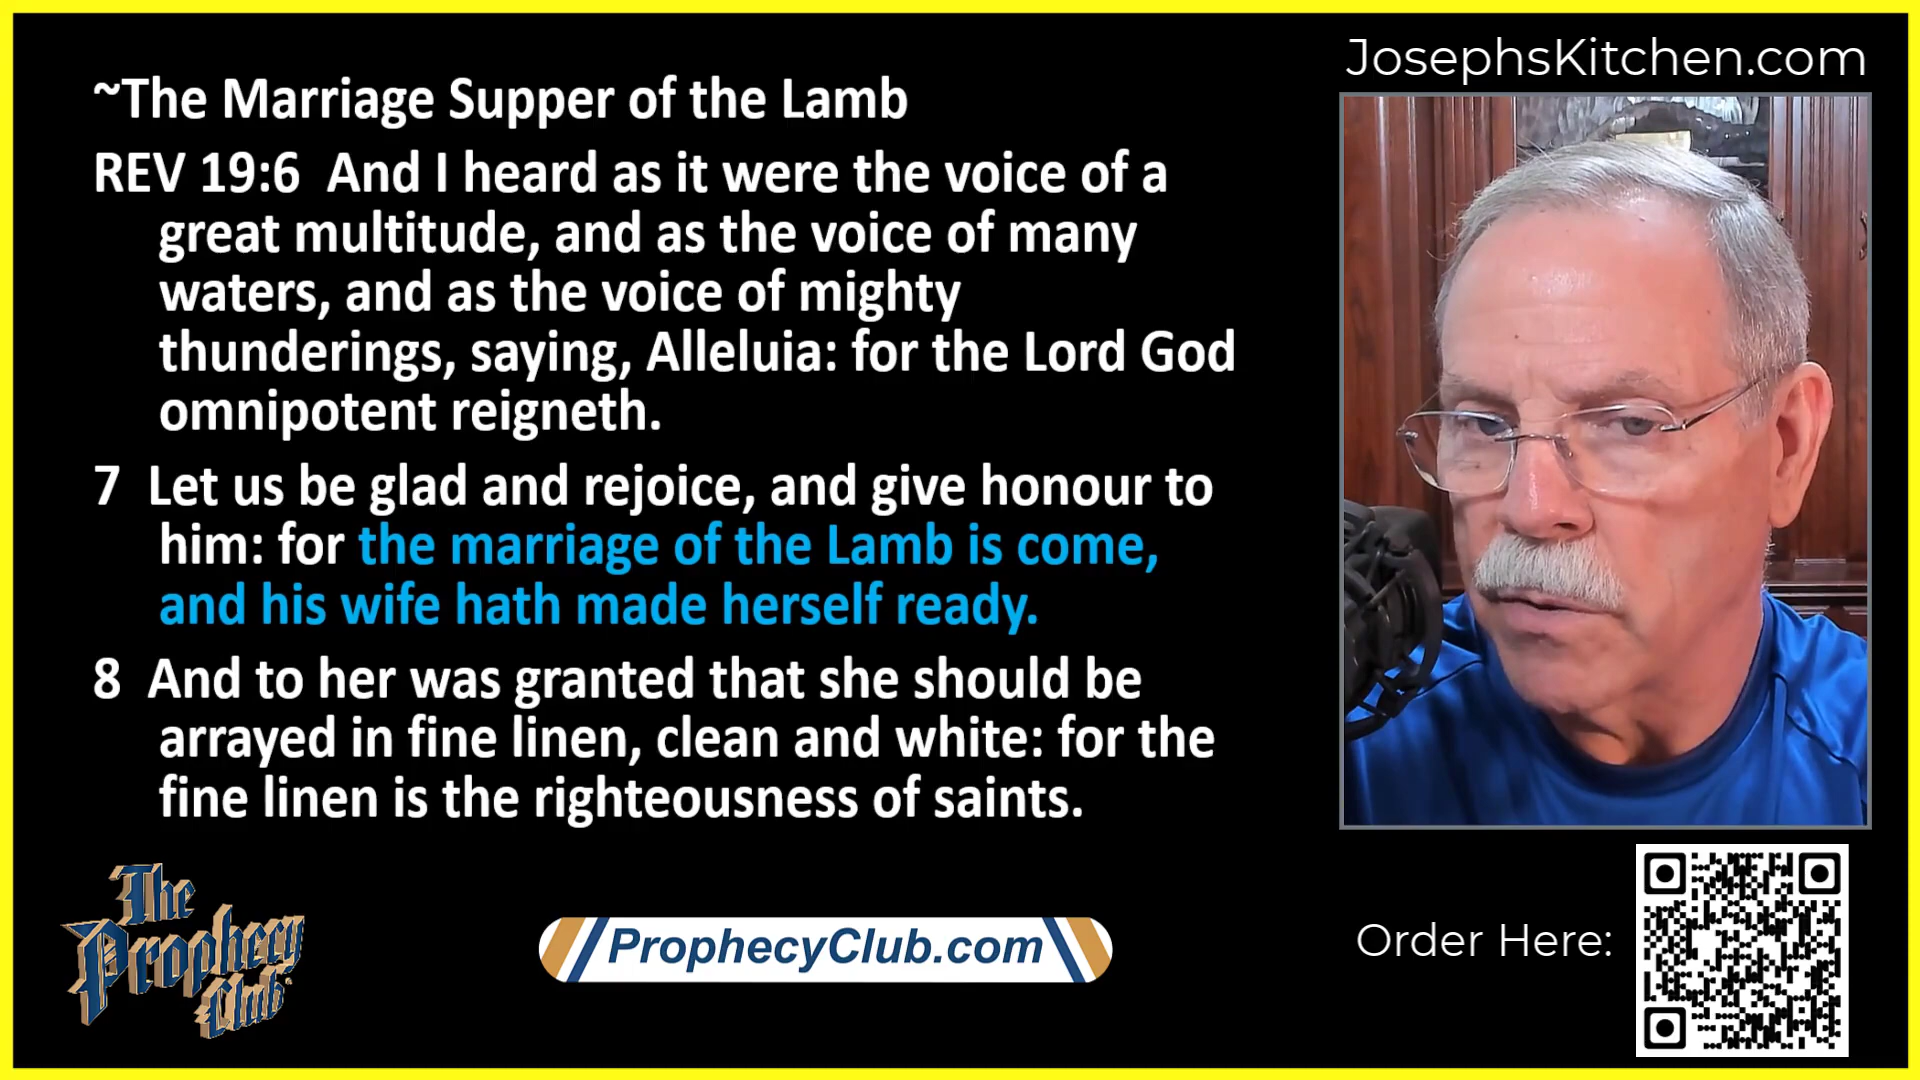 ~The Marriage Supper of the Lamb
REV 19:6  And I heard as it were the voice of a
great multitude, and as the voice of many
waters, and as the voice of mighty
thunderings, saying, Alleluia: for the Lord God
omnipotent reigneth.
7  Let us be glad and rejoice, and give honour to
him: for the marriage of the Lamb is come,
and his wife hath made herself ready.
8  And to her was granted that she should be
arrayed in fine linen, clean and white: for the
fine linen is the righteousness of saints.
JosephsKitchen.com
The
Prophecy
Club
ProphecyClub.com
Order Here: